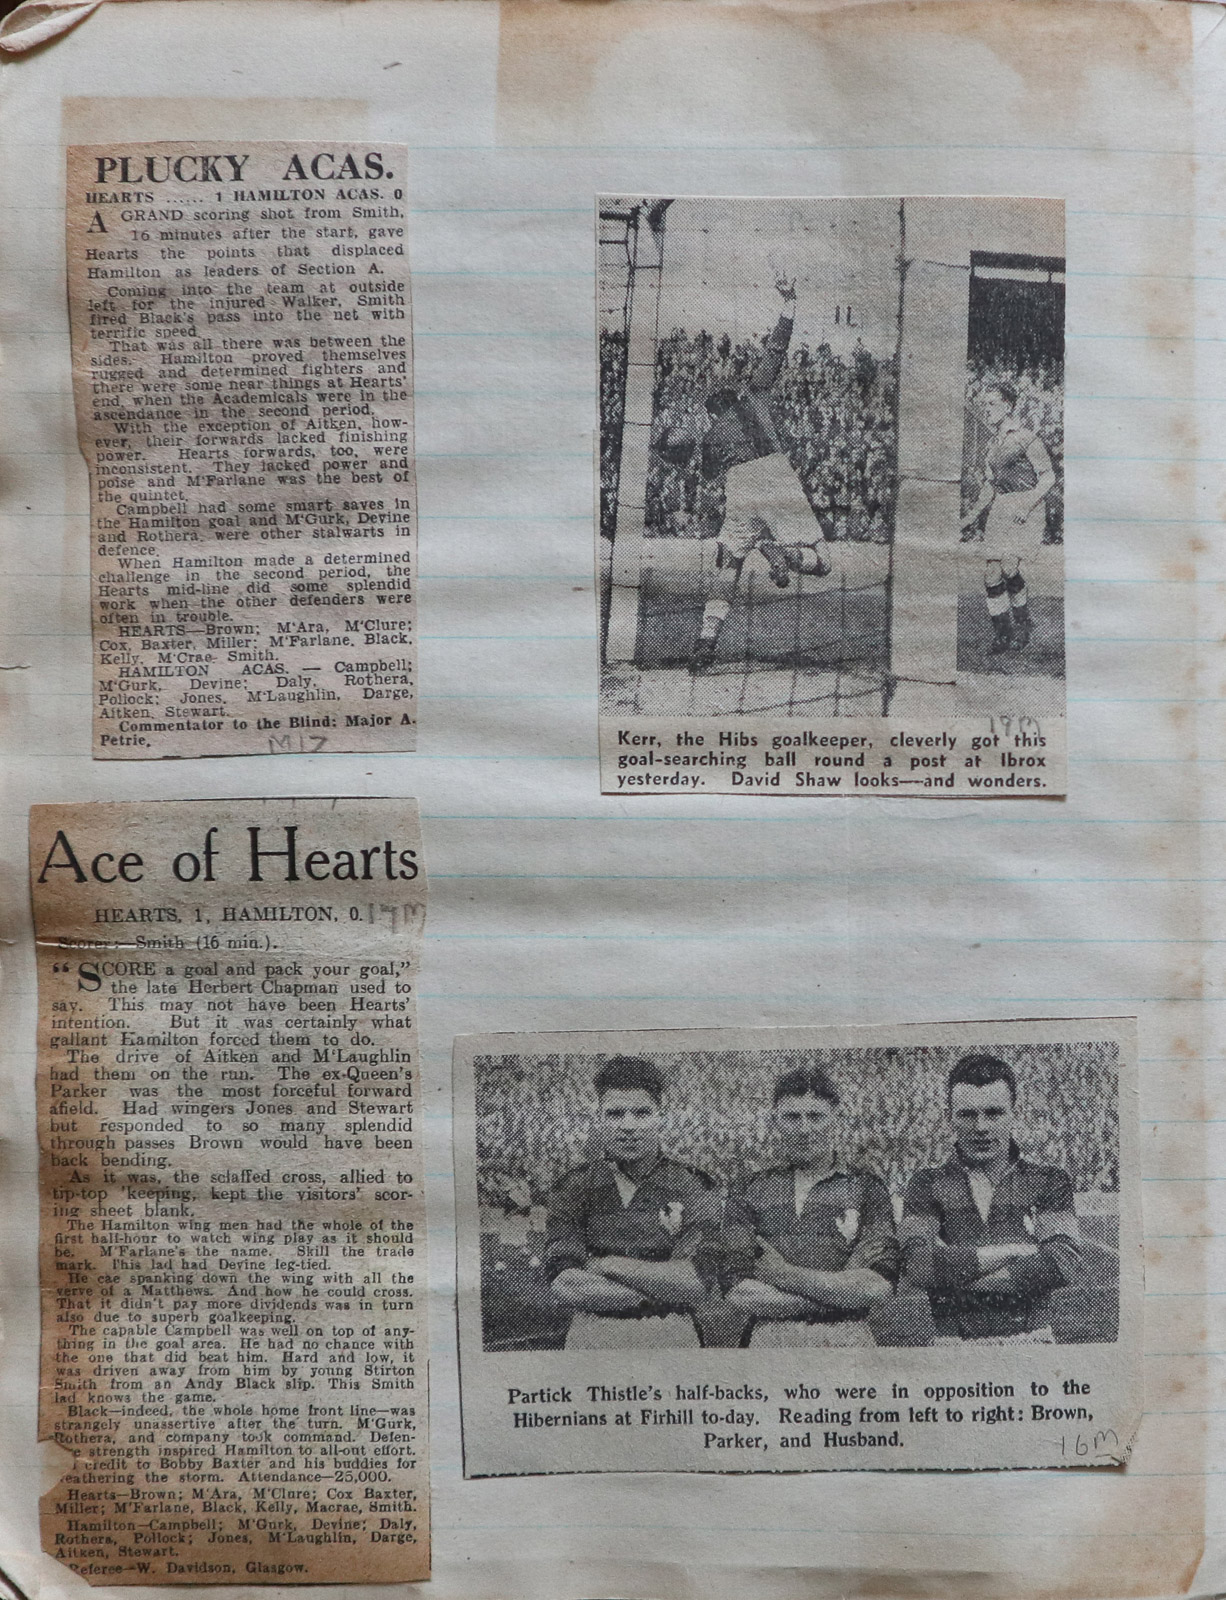 PLUCKY ACAS.
HEARTS ...... 1 HAMILTON ACAS. 0
A GRAND scoring shot from Smith,
16 minutes after the start, gave
Hearts the points that displaced
Hamilton as leaders of Section A.
Coming into the team at outside
left for the injured Walker, Smith
fired Black's pass into the net with
terrific speed.
That was all there was between the
sides. Hamilton proved themselves
rugged and determined fighters and
there were some near things at Hearts'
end, when the Academicals were in the
ascendance in the second period.
With the exception of Aitken, how-
ever, their forwards lacked finishing
power. Hearts forwards, too, were
inconsistent. They lacked power and
poise and M'Farlane was the best of
the quintet.
Campbell had some smart saves in
the Hamilton goal and M'Gurk, Devine
and Rothera, were other stalwarts in
defence.
When Hamilton made a determined
challenge in the second period, the
Hearts mid-line did some splendid
work when the other defenders were
often in trouble.
HEARTS—Brown; M'Ara, M'Clure;
Cox, Baxter, Miller; M'Farlane, Black,
Kelly, M'Crae, Smith.
HAMILTON ACAS. — Campbell;
M'Gurk, Devine; Daly, Rothera,
Pollock; Jones, M'Laughlin, Darge,
Aitken, Stewart.
Commentator to the Blind: Major A.
Petrie.
M17
Ace of Hearts
HEARTS, 1, HAMILTON, 0. 17M
Scorer:—Smith (16 min.).
"SCORE a goal and pack your goal,"
the late Herbert Chapman used to
say. This may not have been Hearts'
intention. But it was certainly what
gallant Hamilton forced them to do.
The drive of Aitken and M'Laughlin
had them on the run. The ex-Queen's
Parker was the most forceful forward
afield. Had wingers Jones and Stewart
but responded to so many splendid
through passes Brown would have been
back bending.
As it was, the sclaffed cross, allied to
tip-top 'keeping, kept the visitors' scor-
ing sheet blank.
The Hamilton wing men had the whole of the
first half-hour to watch wing play as it should
be. M'Farlane's the name. Skill the trade
mark. This lad had Devine leg-tied.
He cae spanking down the wing with all the
verve of a Matthews. And how he could cross.
That it didn't pay more dividends was in turn
also due to superb goalkeeping.
The capable Campbell was well on top of any-
thing in the goal area. He had no chance with
the one that did beat him. Hard and low, it
was driven away from him by young Stirton
Smith from an Andy Black slip. This Smith
lad knows the game.
Black—indeed, the whole home front line—was
strangely unassertive after the turn. M'Gurk,
Rothera, and company took command. Defen-
e strength inspired Hamilton to all-out effort.
credit to Bobby Baxter and his buddies for
eathering the storm. Attendance—25,000.
Hearts—Brown; M'Ara, M'Clure; Cox Baxter,
Miller; M'Farlane, Black, Kelly, Macrae, Smith.
Hamilton—Campbell; M'Gurk, Devine; Daly,
Rothera, Pollock; Jones, M'Laughlin, Darge,
Aitken, Stewart.
Referee—W. Davidson, Glasgow.
19M
Kerr, the Hibs goalkeeper, cleverly got this
goal-searching ball round a post at Ibrox
yesterday. David Shaw looks—and wonders.
Partick Thistle's half-backs, who were in opposition to the
Hibernians at Firhill to-day. Reading from left to right: Brown,
Parker, and Husband.
16M